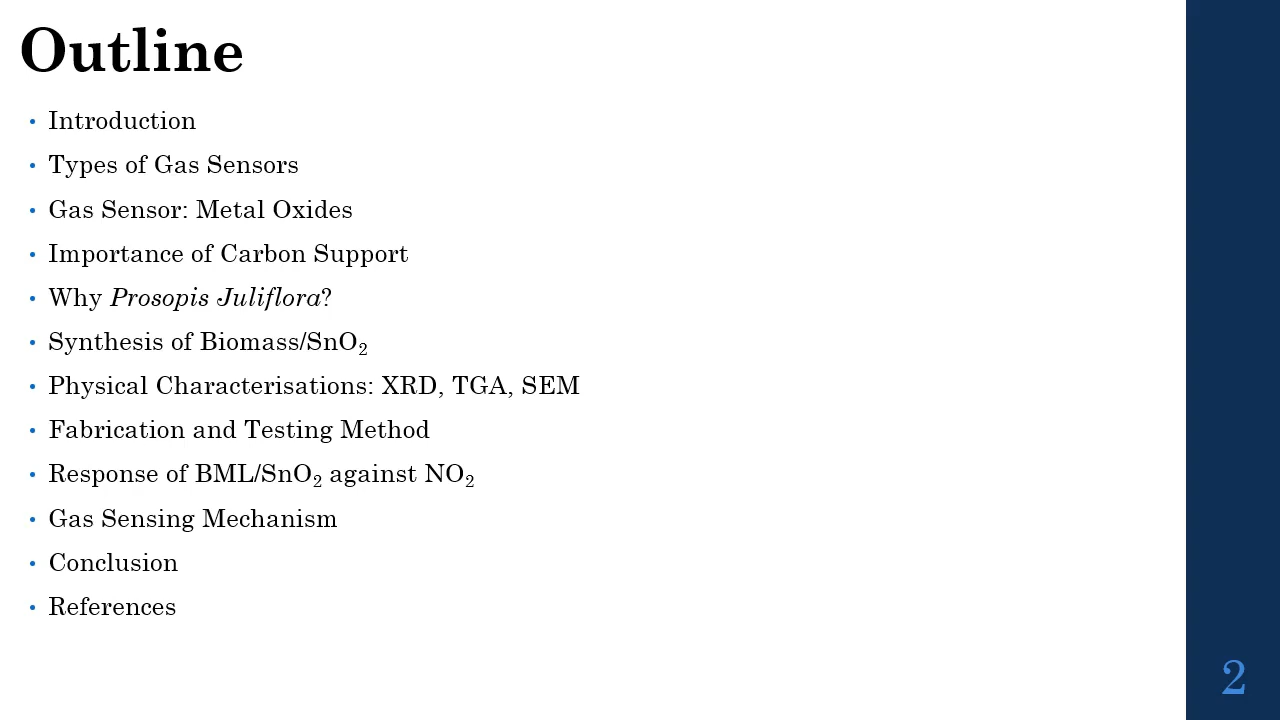 Outline
• Introduction
• Types of Gas Sensors
• Gas Sensor: Metal Oxides
• Importance of Carbon Support
• Why Prosopis Juliflora?
• Synthesis of Biomass/SnO₂
• Physical Characterisations: XRD, TGA, SEM
• Fabrication and Testing Method
• Response of BML/SnO₂ against NO₂
• Gas Sensing Mechanism
• Conclusion
• References
2